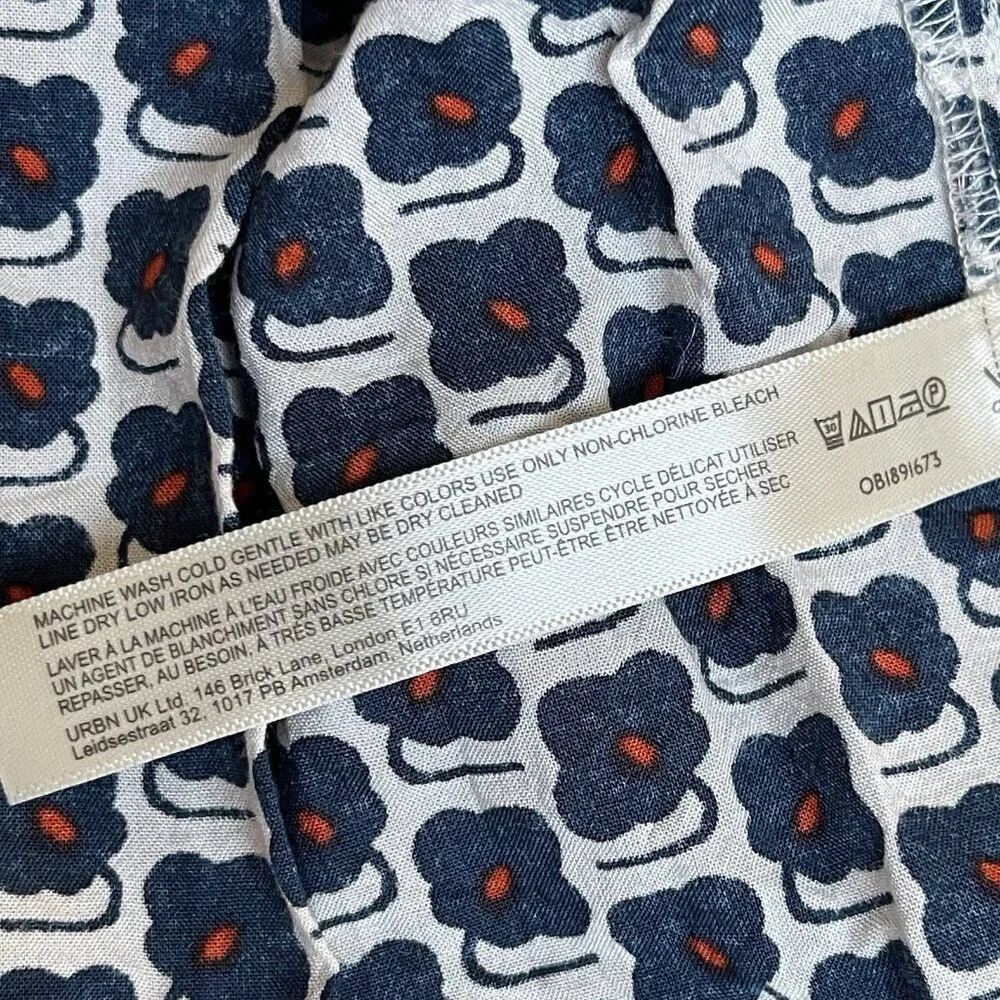 MACHINE WASH COLD GENTLE WITH LIKE COLORS USE ONLY NON-CHLORINE BLEACH
LINE DRY LOW IRON AS NEEDED MAY BE DRY CLEANED
LAVER À LA MACHINE À L'EAU FROIDE AVEC COULEURS SIMILAIRES CYCLE DÉLICAT UTILISER
UN AGENT DE BLANCHIMENT SANS CHLORE SI NÉCESSAIRE SUSPENDRE POUR SECHER
REPASSER, AU BESOIN, À TRÈS BASSE TEMPÉRATURE PEUT-ÊTRE ÊTRE NETTOYÉE À SEC
URBN UK Ltd, 146 Brick Lane, London E1 6RU
Leidsestraat 32, 1017 PB Amsterdam, Netherlands
30 P
OB1891673